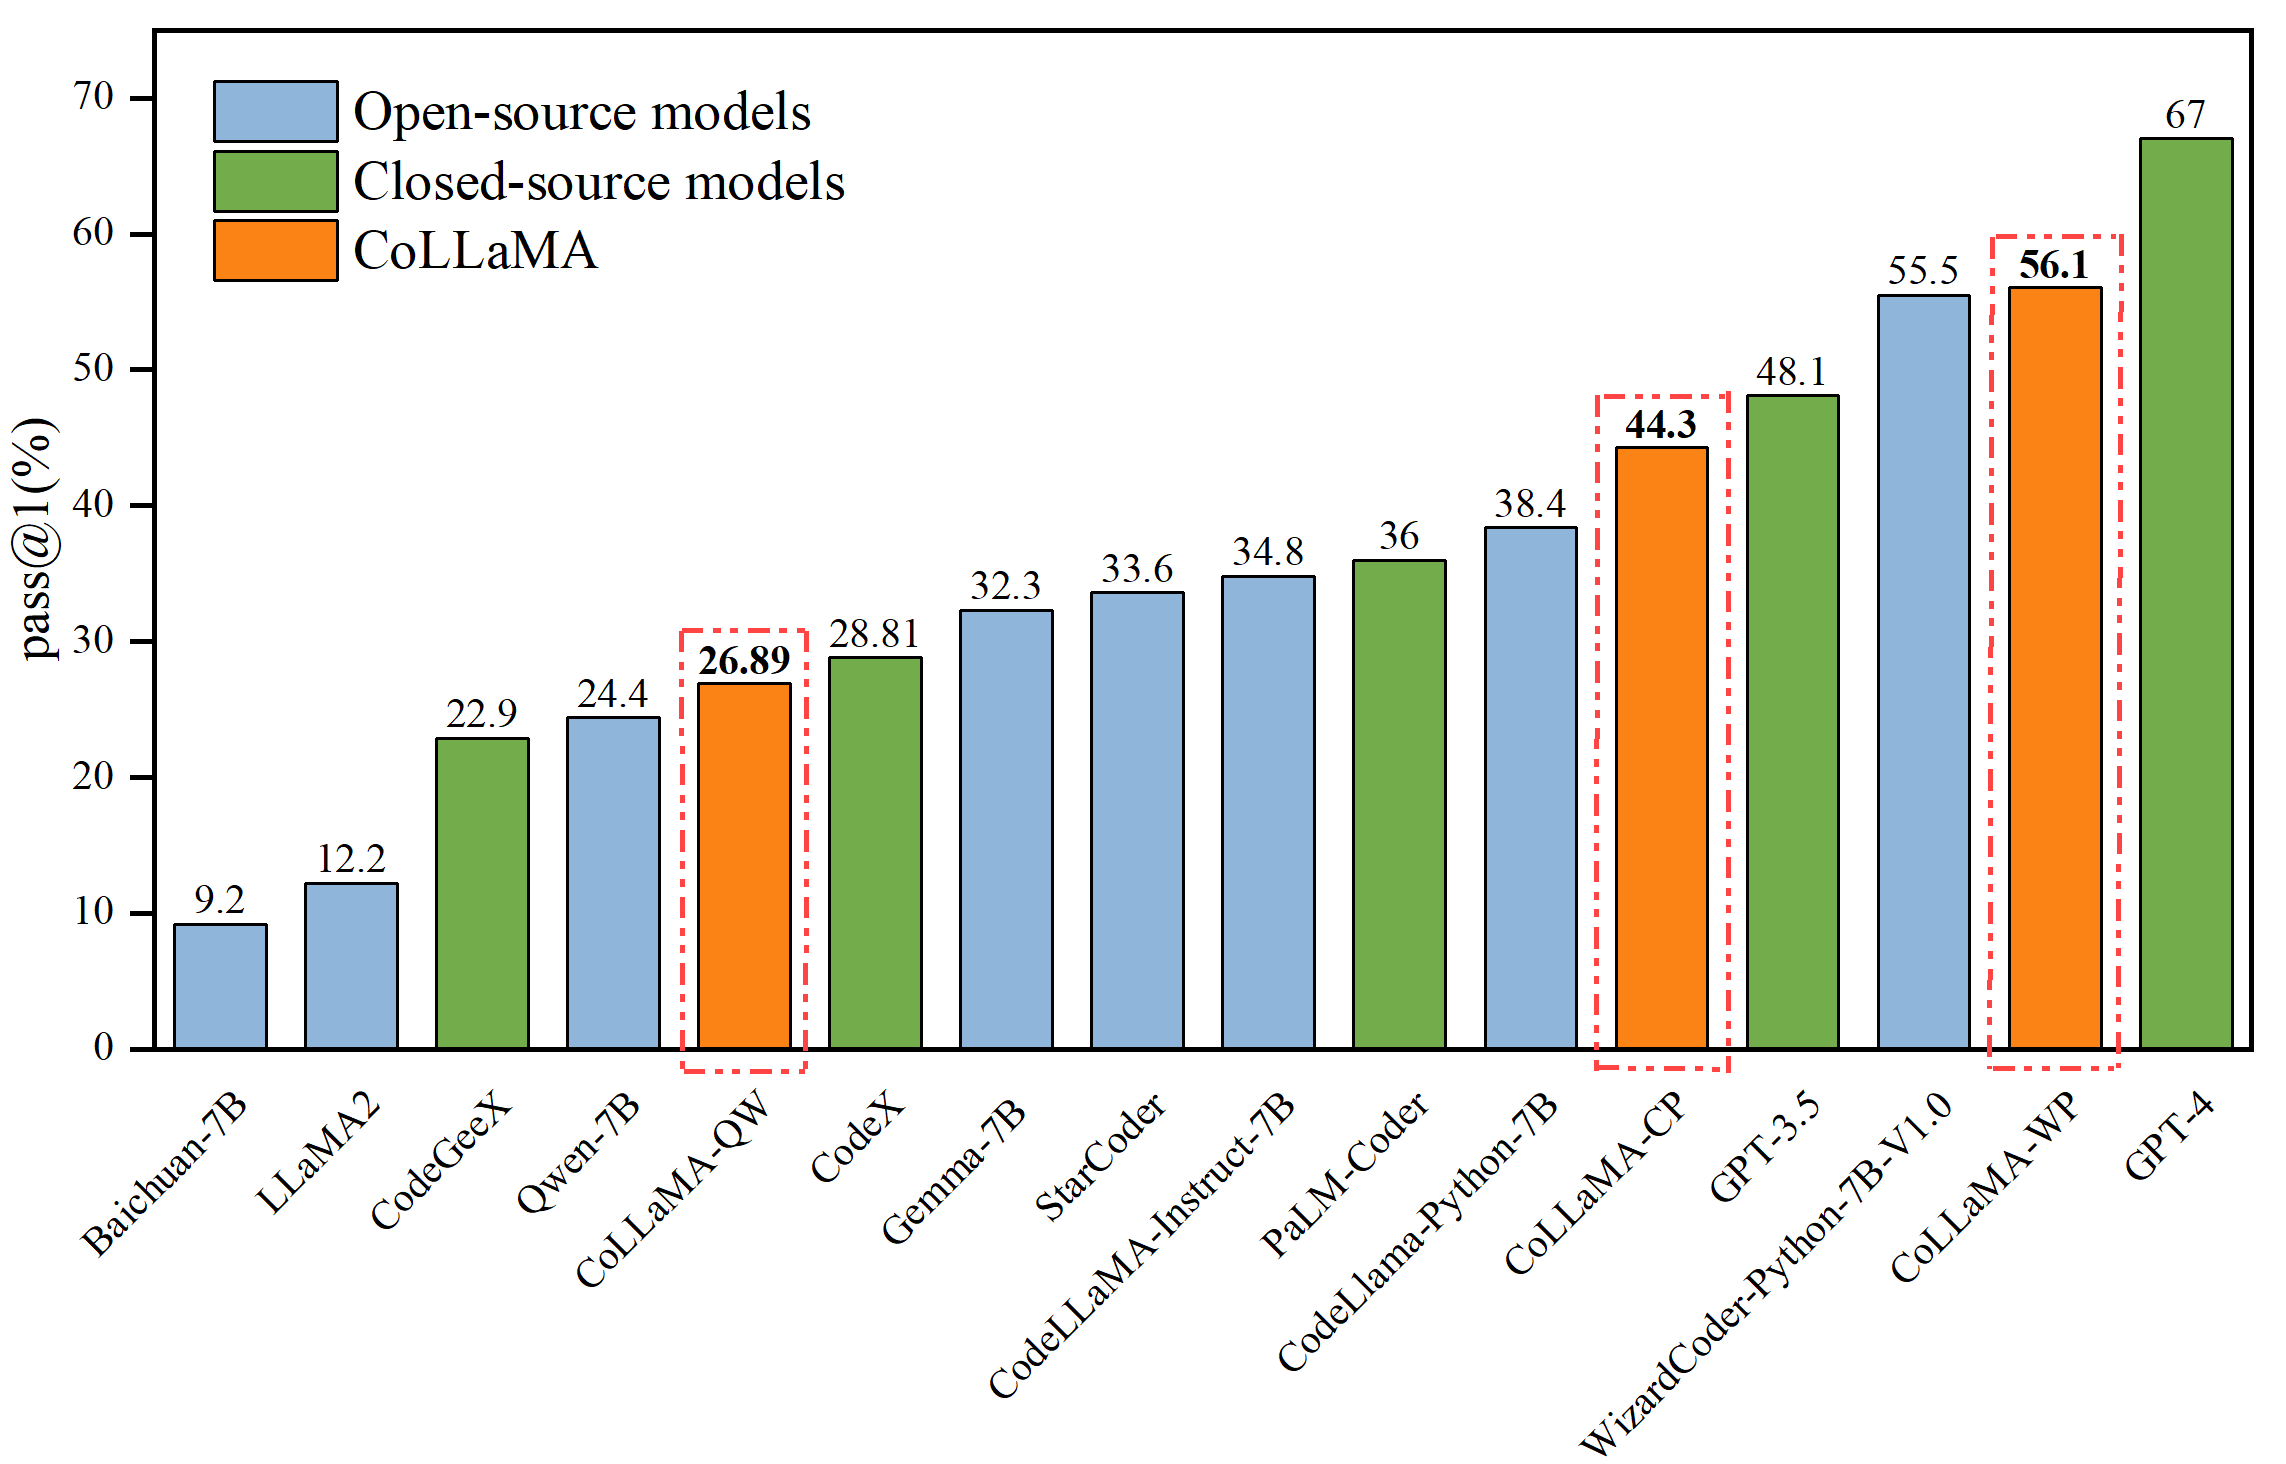 Open-source models
Closed-source models
CoLLaMA
pass@1(%)
70
60
50
40
30
20
10
0
9.2
12.2
22.9
24.4
26.89
28.81
32.3
33.6
34.8
36
38.4
44.3
48.1
55.5
56.1
67
Baichuan-7B
LLaMA2
CodeGeeX
Qwen-7B
CoLLaMA-QW
CodeX
Gemma-7B
StarCoder
CodeLLaMA-Instruct-7B
PaLM-Coder
CodeLlama-Python-7B
CoLLaMA-CP
GPT-3.5
WizardCoder-Python-7B-V1.0
CoLLaMA-WP
GPT-4